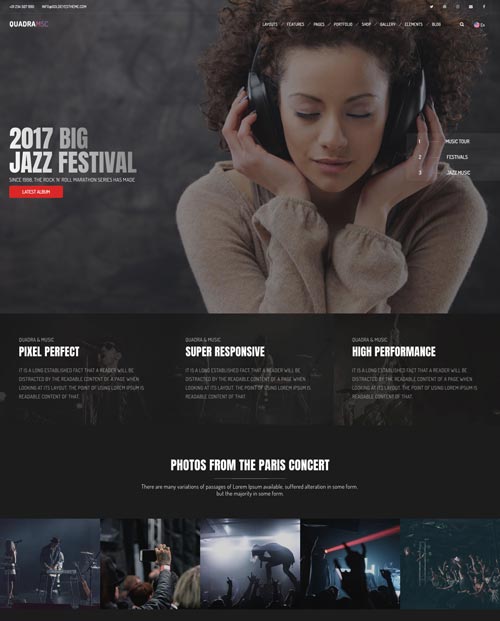 +01 234 567 890 INFO@GOLDEYESTHEME.COM
QUADRAMSC LAYOUTS FEATURES PAGES PORTFOLIO SHOP GALLERY ELEMENTS BLOG En
2017 BIG
JAZZ FESTIVAL
SINCE 1998, THE ROCK 'N' ROLL MARATHON SERIES HAS MADE
LATEST ALBUM
1 MUSIC TOUR
2 FESTIVALS
3 JAZZ MUSIC
QUADRA & MUSIC
PIXEL PERFECT
IT IS A LONG ESTABLISHED FACT THAT A READER WILL BE
DISTRACTED BY THE READABLE CONTENT OF A PAGE WHEN
LOOKING AT ITS LAYOUT. THE POINT OF USING LOREM IPSUM IS
READABLE CONTENT OF THAT.
QUADRA & MUSIC
SUPER RESPONSIVE
IT IS A LONG ESTABLISHED FACT THAT A READER WILL BE
DISTRACTED BY THE READABLE CONTENT OF A PAGE WHEN
LOOKING AT ITS LAYOUT. THE POINT OF USING LOREM IPSUM IS
READABLE CONTENT OF THAT.
QUADRA & MUSIC
HIGH PERFORMANCE
IT IS A LONG ESTABLISHED FACT THAT A READER WILL BE
DISTRACTED BY THE READABLE CONTENT OF A PAGE WHEN
LOOKING AT ITS LAYOUT. THE POINT OF USING LOREM IPSUM IS
READABLE CONTENT OF THAT.
PHOTOS FROM THE PARIS CONCERT
There are many variations of passages of Lorem Ipsum available, suffered alteration in some form.
but the majority in some form.